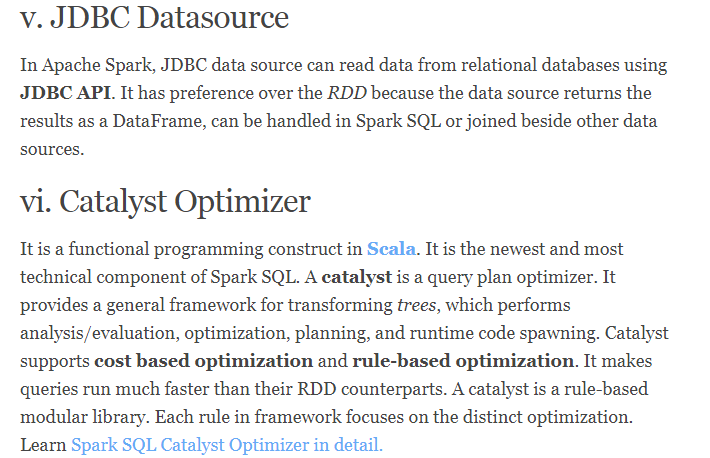 v. JDBC Datasource
In Apache Spark, JDBC data source can read data from relational databases using
JDBC API. It has preference over the RDD because the data source returns the
results as a DataFrame, can be handled in Spark SQL or joined beside other data
sources.
vi. Catalyst Optimizer
It is a functional programming construct in Scala. It is the newest and most
technical component of Spark SQL. A catalyst is a query plan optimizer. It
provides a general framework for transforming trees, which performs
analysis/evaluation, optimization, planning, and runtime code spawning. Catalyst
supports cost based optimization and rule-based optimization. It makes
queries run much faster than their RDD counterparts. A catalyst is a rule-based
modular library. Each rule in framework focuses on the distinct optimization.
Learn Spark SQL Catalyst Optimizer in detail.